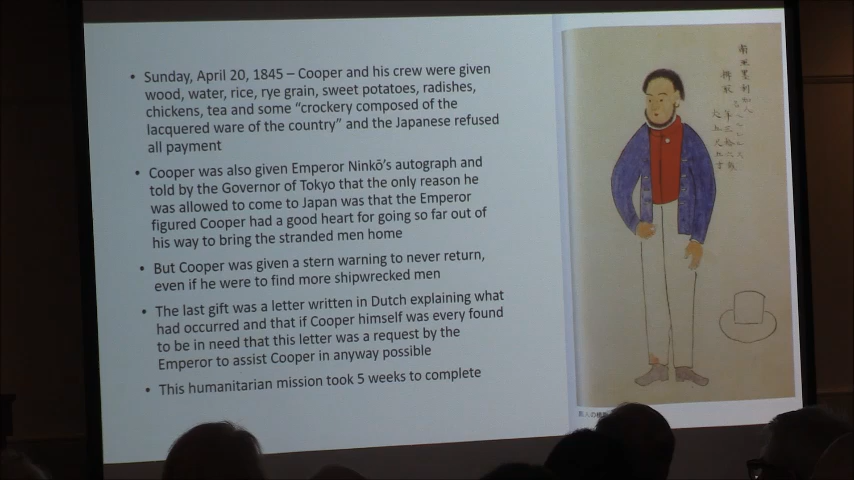 • Sunday, April 20, 1845 – Cooper and his crew were given
wood, water, rice, rye grain, sweet potatoes, radishes,
chickens, tea and some “crockery composed of the
lacquered ware of the country” and the Japanese refused
all payment
• Cooper was also given Emperor Ninkō’s autograph and
told by the Governor of Tokyo that the only reason he
was allowed to come to Japan was that the Emperor
figured Cooper had a good heart for going so far out of
his way to bring the stranded men home
• But Cooper was given a stern warning to never return,
even if he were to find more shipwrecked men
• The last gift was a letter written in Dutch explaining what
had occurred and that if Cooper himself was every found
to be in need that this letter was a request by the
Emperor to assist Cooper in anyway possible
• This humanitarian mission took 5 weeks to complete